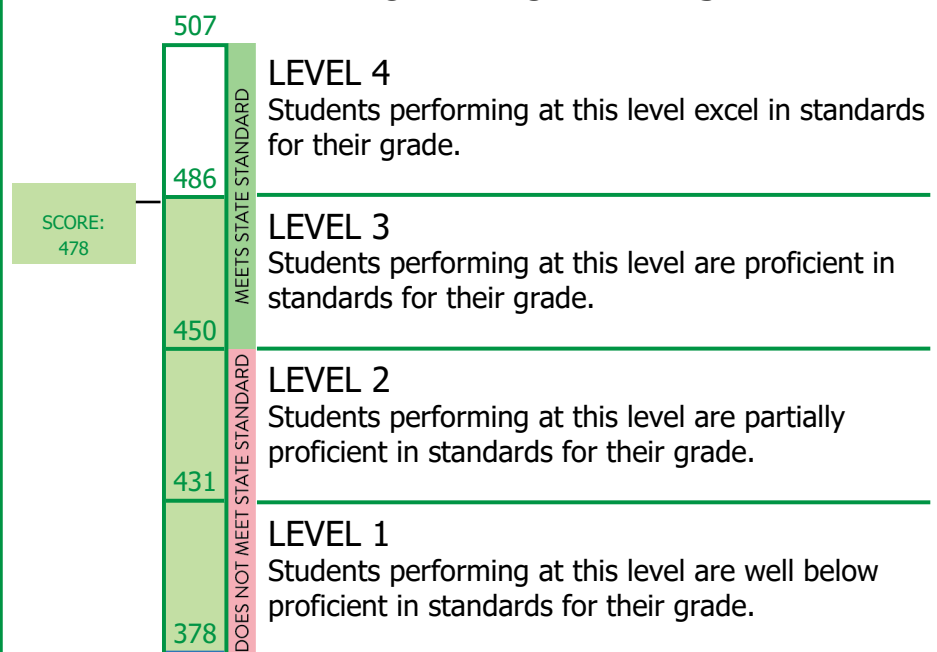 507
LEVEL 4
Students performing at this level excel in standards
for their grade.
486
MEETS STATE STANDARD
SCORE:
478
LEVEL 3
Students performing at this level are proficient in
standards for their grade.
450
LEVEL 2
Students performing at this level are partially
proficient in standards for their grade.
431
DOES NOT MEET STATE STANDARD
LEVEL 1
Students performing at this level are well below
proficient in standards for their grade.
378